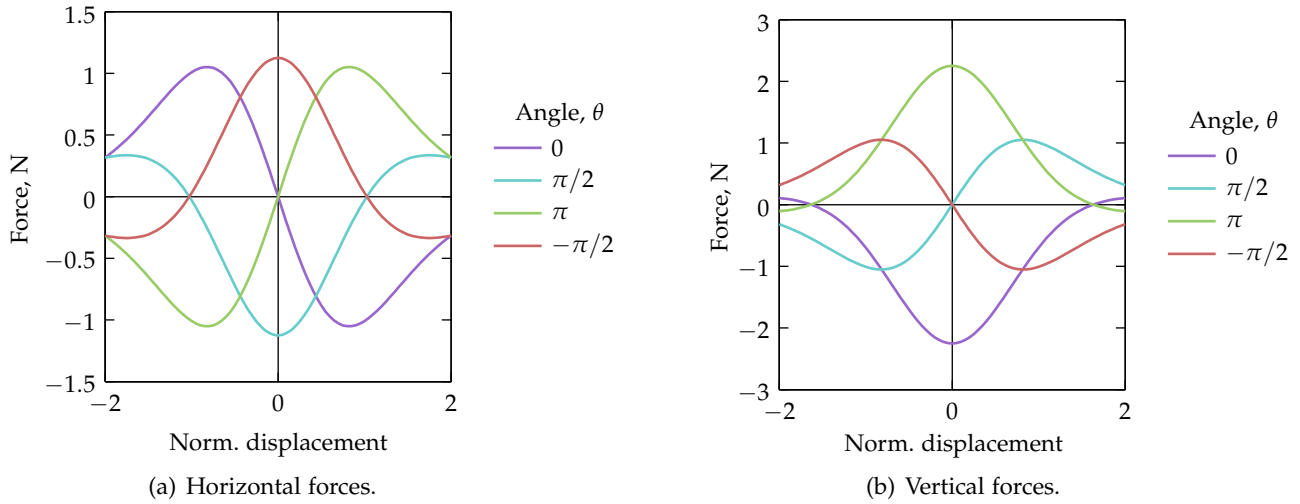 1.5
1
0.5
0
−0.5
−1
−1.5
−2
0
2
Force, N
Norm. displacement
Angle, θ
0
π/2
π
−π/2
(a) Horizontal forces.
3
2
1
0
−1
−2
−3
−2
0
2
Force, N
Norm. displacement
Angle, θ
0
π/2
π
−π/2
(b) Vertical forces.